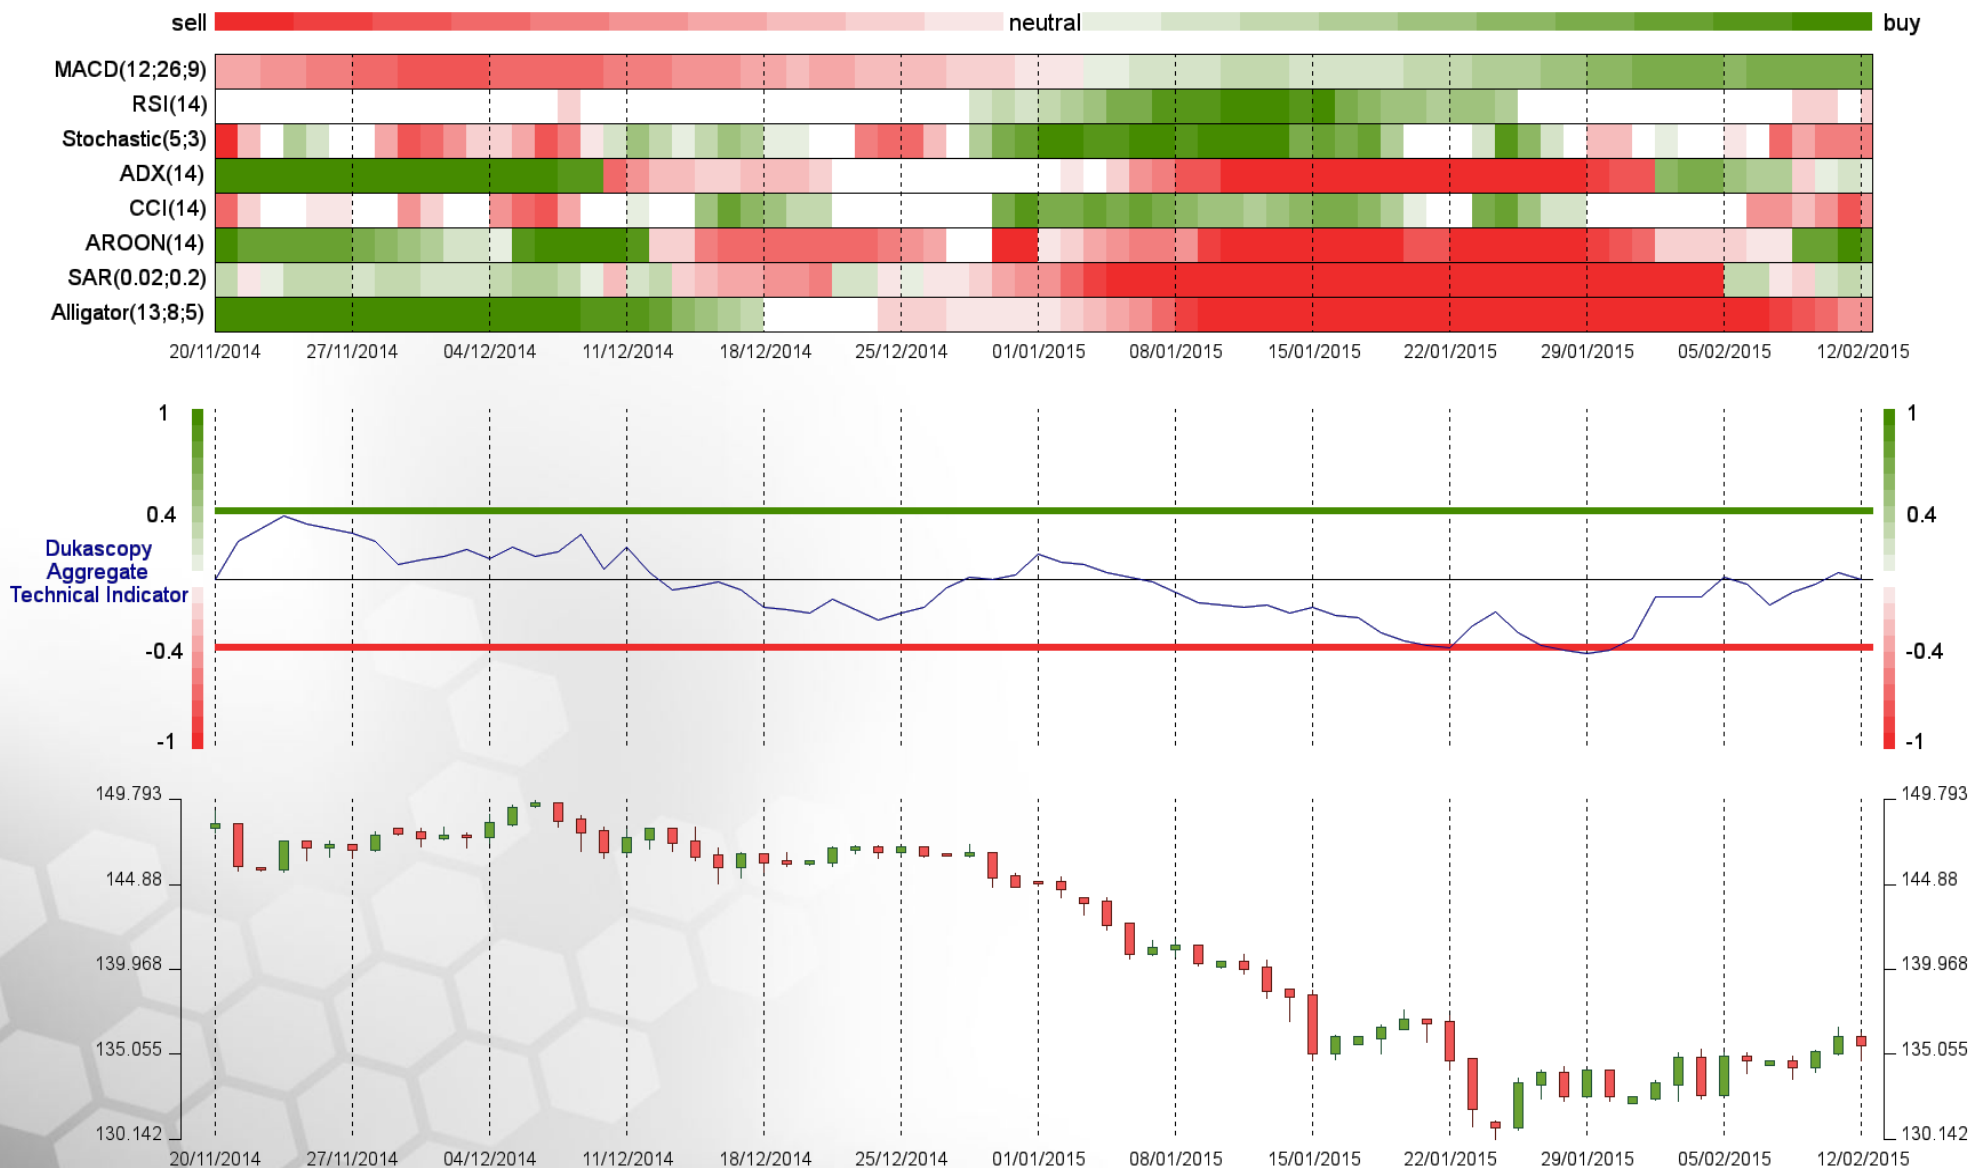 sell neutral buy
MACD(12;26;9)
RSI(14)
Stochastic(5;3)
ADX(14)
CCI(14)
AROON(14)
SAR(0.02;0.2)
Alligator(13;8;5)
20/11/2014 27/11/2014 04/12/2014 11/12/2014 18/12/2014 25/12/2014 01/01/2015 08/01/2015 15/01/2015 22/01/2015 29/01/2015 05/02/2015 12/02/2015
1 1
0.4 0.4
Dukascopy
Aggregate
Technical Indicator
-0.4 -0.4
-1 -1
149.793 149.793
144.88 144.88
139.968 139.968
135.055 135.055
130.142 130.142
20/11/2014 27/11/2014 04/12/2014 11/12/2014 18/12/2014 25/12/2014 01/01/2015 08/01/2015 15/01/2015 22/01/2015 29/01/2015 05/02/2015 12/02/2015